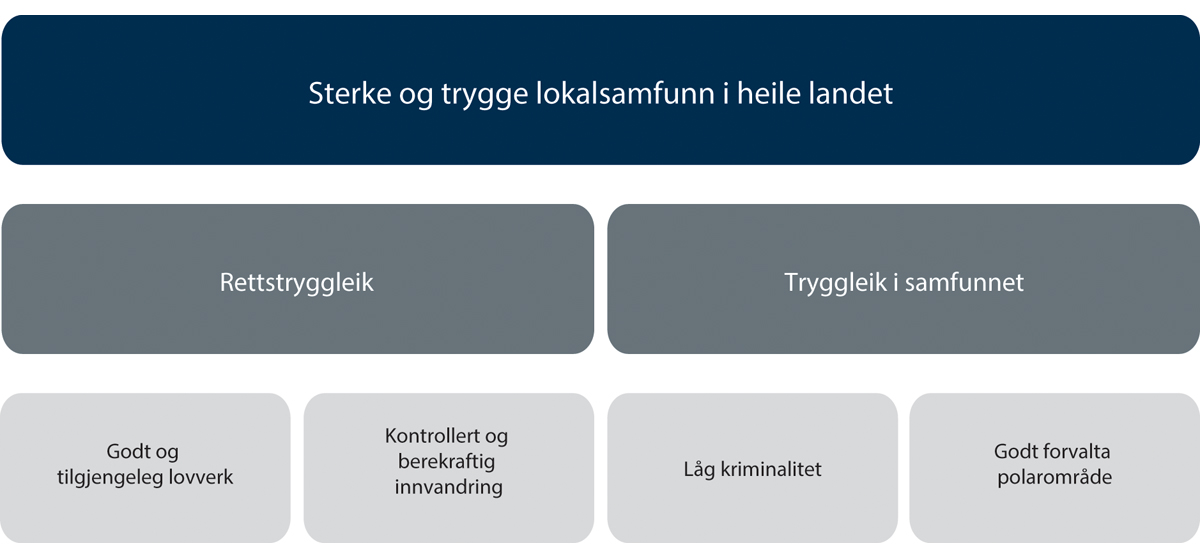 Sterke og trygge lokalsamfunn i heile landet
Rettstryggleik
Tryggleik i samfunnet
Godt og
tilgjengeleg lovverk
Kontrollert og
berekraftig
innvandring
Låg kriminalitet
Godt forvalta
polarområde